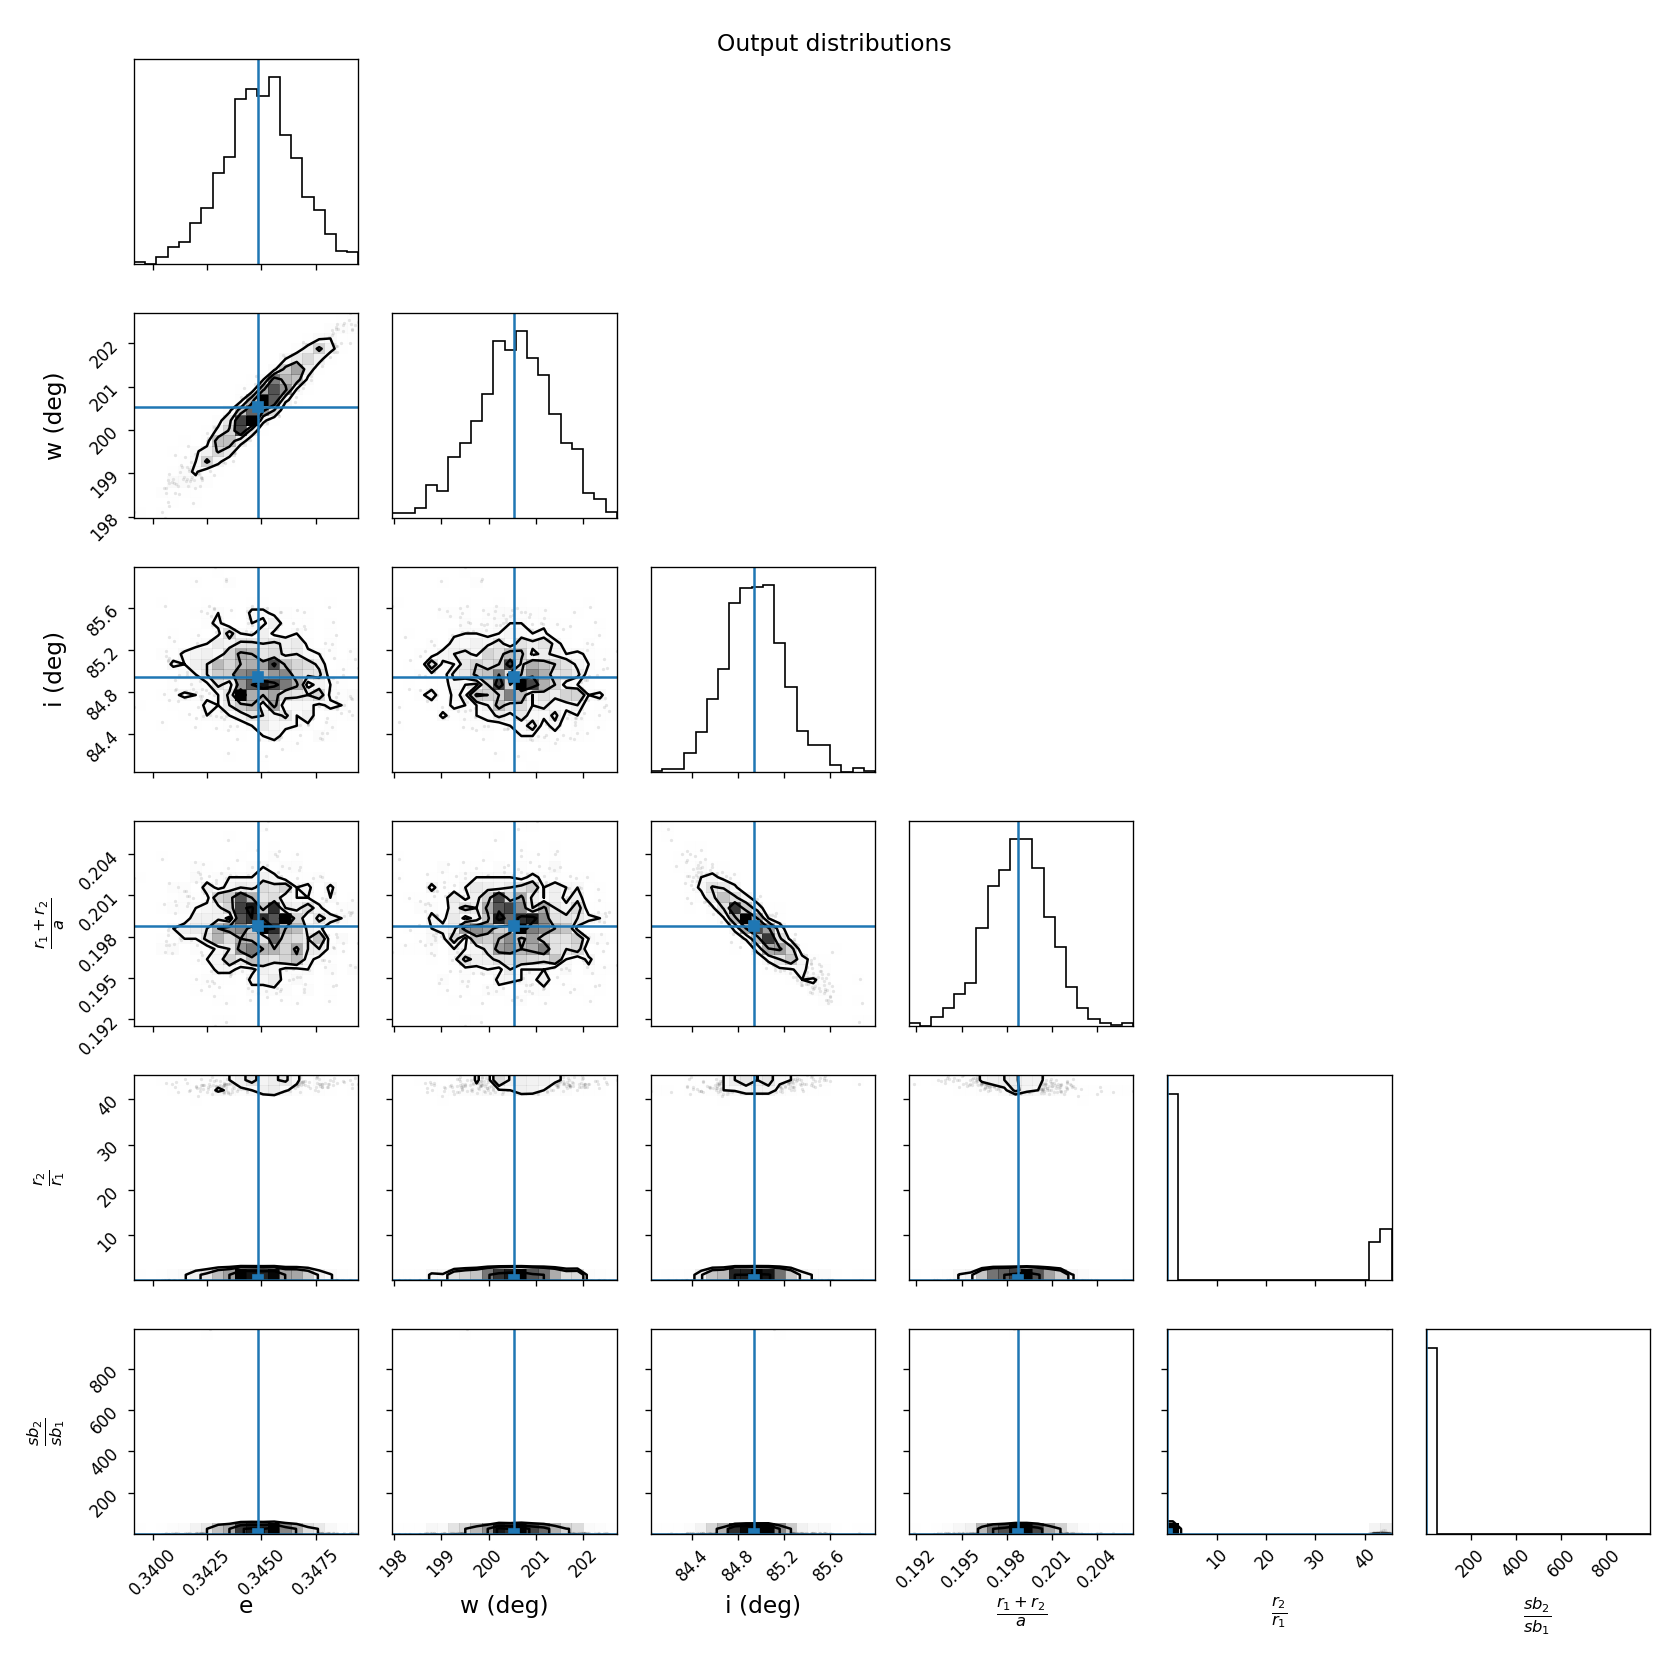 Output distributions
w (deg)
202
201
200
199
198
i (deg)
85.6
85.2
84.8
84.4
r₁ + r₂
a
0.204
0.201
0.198
0.195
0.192
r₂
r₁
40
30
20
10
sb₂
sb₁
800
600
400
200
0.3400 0.3425 0.3450 0.3475 198 199 200 201 202 84.4 84.8 85.2 85.6 0.192 0.195 0.198 0.201 0.204 10 20 30 40 200 400 600 800
e w (deg) i (deg) r₁ + r₂ r₂ sb₂
a r₁ sb₁